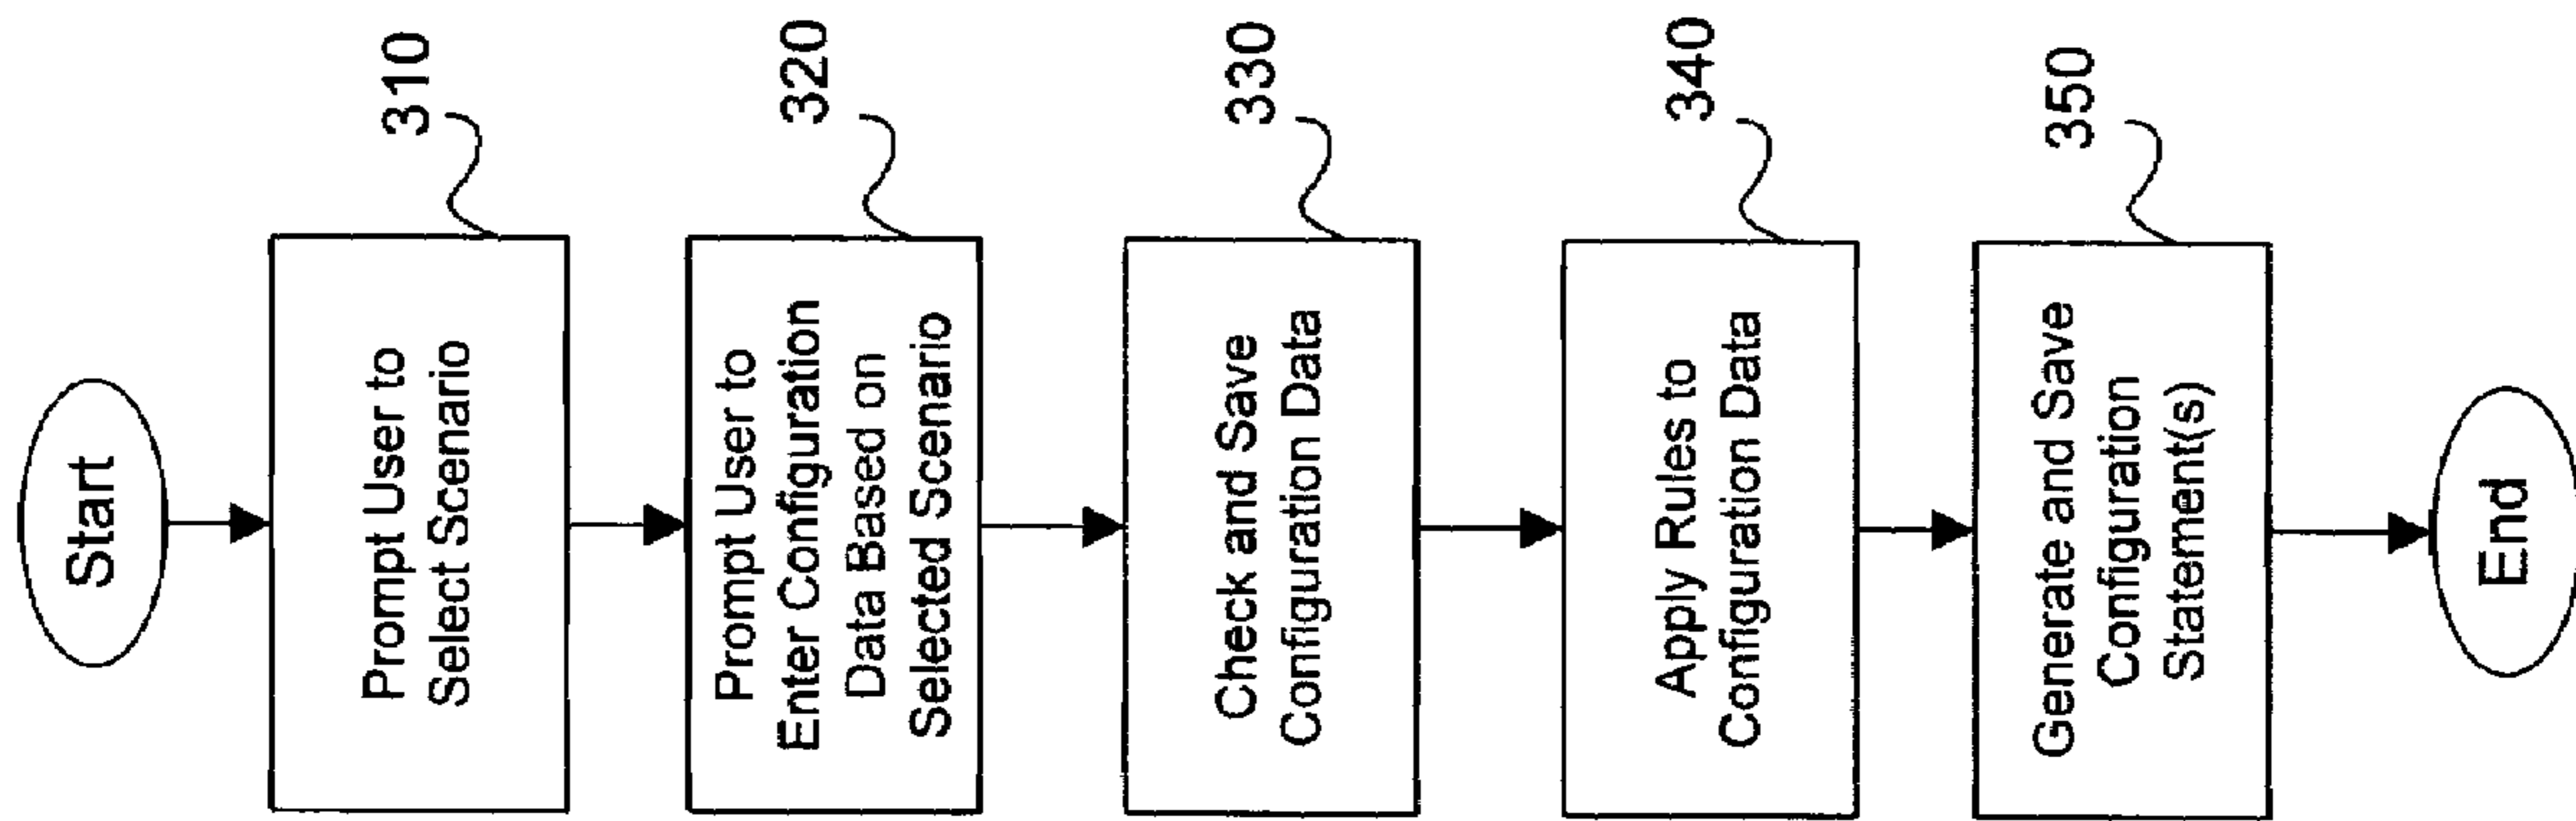 Start
Prompt User to
Select Scenario
310
Prompt User to
Enter Configuration
Data Based on
Selected Scenario
320
Check and Save
Configuration Data
330
Apply Rules to
Configuration Data
340
Generate and Save
Configuration
Statement(s)
350
End